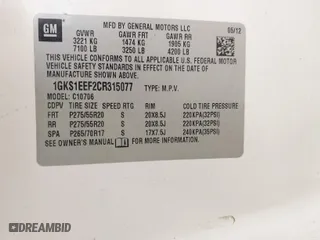 GM
MFD BY GENERAL MOTORS LLC
05/12
GVWR GAWR FRT GAWR RR
3221 KG 1474 KG 1905 KG
7100 LB 3250 LB 4200 LB
THIS VEHICLE CONFORMS TO ALL APPLICABLE U.S. FEDERAL MOTOR
VEHICLE SAFETY STANDARDS IN EFFECT ON THE DATE OF
MANUFACTURE SHOWN ABOVE.
1GKS1EEF2CR315077 TYPE: M.P.V.
MODEL: C10706
TIRE SIZE SPEED RTG RIM COLD TIRE PRESSURE
FRT P275/55R20 S 20X8.5J 220KPA(32PSI)
RR P275/55R20 S 20X8.5J 220KPA(32PSI)
SPA P265/70R17 S 17X7.5J 240KPA(35PSI)
SEE OWNER'S MANUAL FOR ADDITIONAL INFORMATION.
© AUTOBIDMASTER